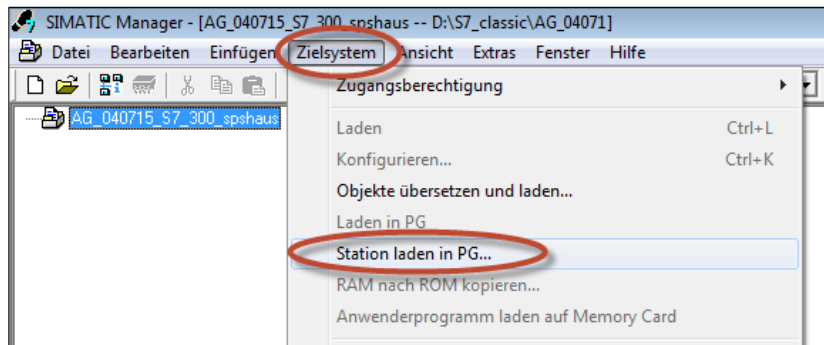 SIMATIC Manager - [AG_040715_S7_300_spshaus -- D:\S7_classic\AG_04071]
Datei Bearbeiten Einfügen Zielsystem Ansicht Extras Fenster Hilfe
Zugangsberechtigung
AG_040715_S7_300_spshaus
Laden Ctrl+L
Konfigurieren... Ctrl+K
Objekte übersetzen und laden...
Laden in PG
Station laden in PG...
RAM nach ROM kopieren...
Anwenderprogramm laden auf Memory Card